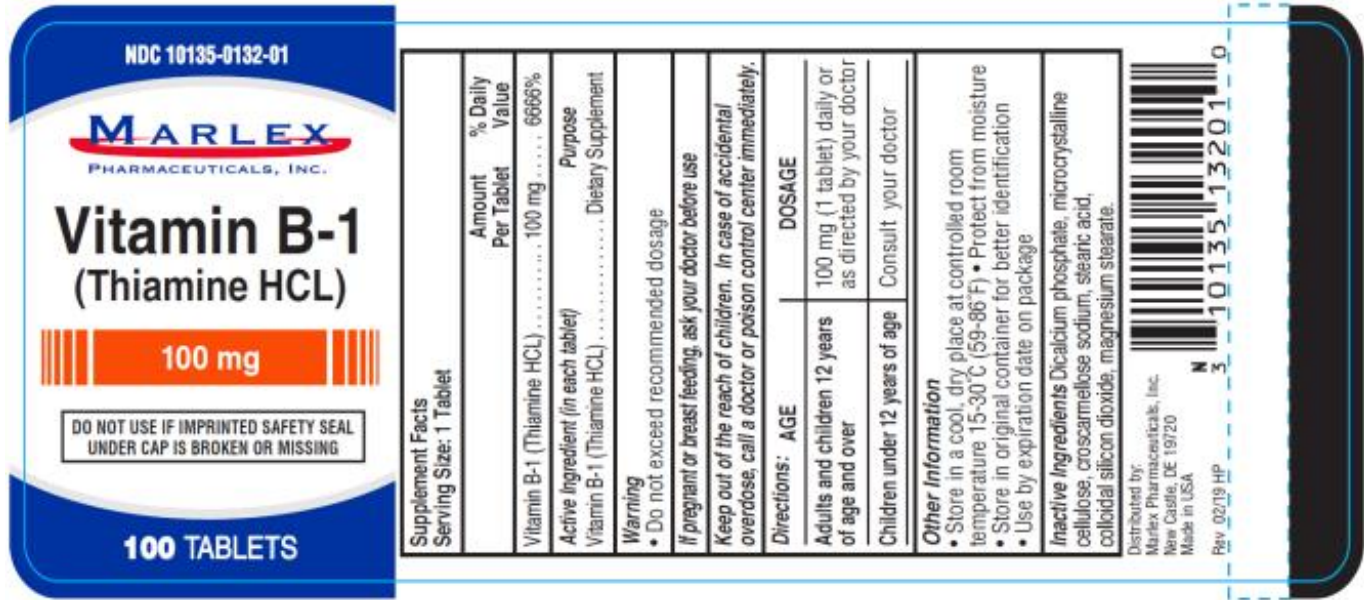 NDC 10135-0132-01
MARLEX
PHARMACEUTICALS, INC.
Vitamin B-1
(Thiamine HCL)
100 mg
DO NOT USE IF IMPRINTED SAFETY SEAL
UNDER CAP IS BROKEN OR MISSING
100 TABLETS
Supplement Facts
Serving Size: 1 Tablet
Amount % Daily
Per Tablet Value
Vitamin B-1 (Thiamine HCL) .......... 100 mg ..... 6666%
Active Ingredient (in each tablet) Purpose
Vitamin B-1 (Thiamine HCL) .............. Dietary Supplement
Warning
• Do not exceed recommended dosage
If pregnant or breast feeding, ask your doctor before use
Keep out of the reach of children. In case of accidental
overdose, call a doctor or poison control center immediately.
Directions: AGE DOSAGE
Adults and children 12 years 100 mg (1 tablet) daily or
of age and over as directed by your doctor
Children under 12 years of age Consult your doctor
Other Information
• Store in a cool, dry place at controlled room
temperature 15-30°C (59-86°F) • Protect from moisture
• Store in original container for better identification
• Use by expiration date on package
Inactive Ingredients Dicalcium phosphate, microcrystalline
cellulose, croscarmellose sodium, stearic acid,
colloidal silicon dioxide, magnesium stearate.
Distributed by:
Marlex Pharmaceuticals, Inc.
New Castle, DE 19720
Made in USA
Rev 02/19 HP
N
3 10135 13201 0